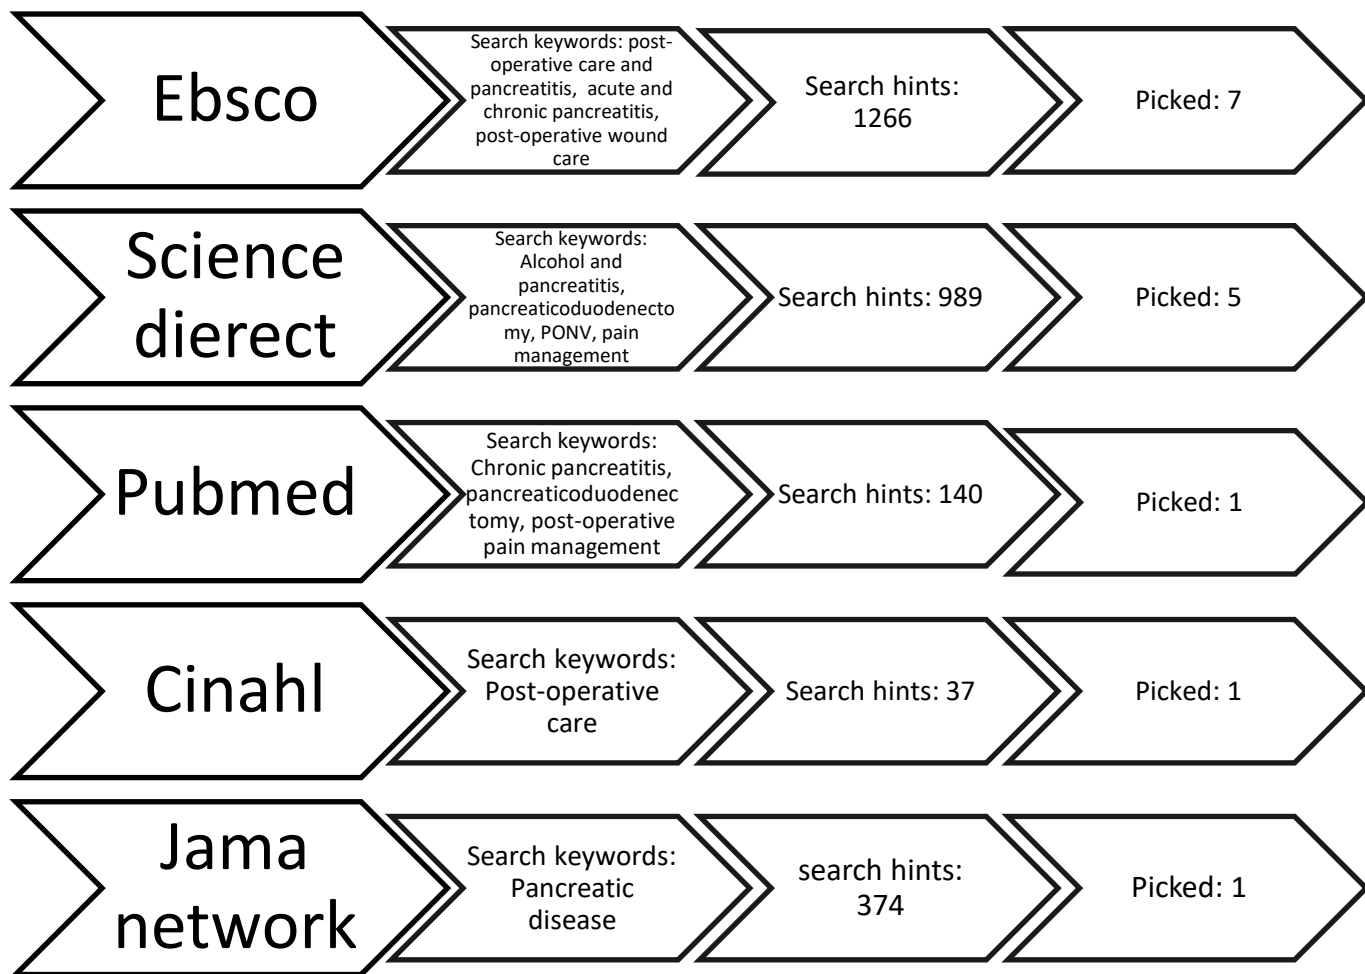 Ebsco
Search keywords: post-
operative care and
pancreatitis, acute and
chronic pancreatitis,
post-operative wound
care
Search hints:
1266
Picked: 7
Science
dierect
Search keywords:
Alcohol and
pancreatitis,
pancreaticoduodenecto
my, PONV, pain
management
Search hints: 989
Picked: 5
Pubmed
Search keywords:
Chronic pancreatitis,
pancreaticoduodenec
tomy, post-operative
pain management
Search hints: 140
Picked: 1
Cinahl
Search keywords:
Post-operative
care
Search hints: 37
Picked: 1
Jama
network
Search keywords:
Pancreatic
disease
search hints:
374
Picked: 1